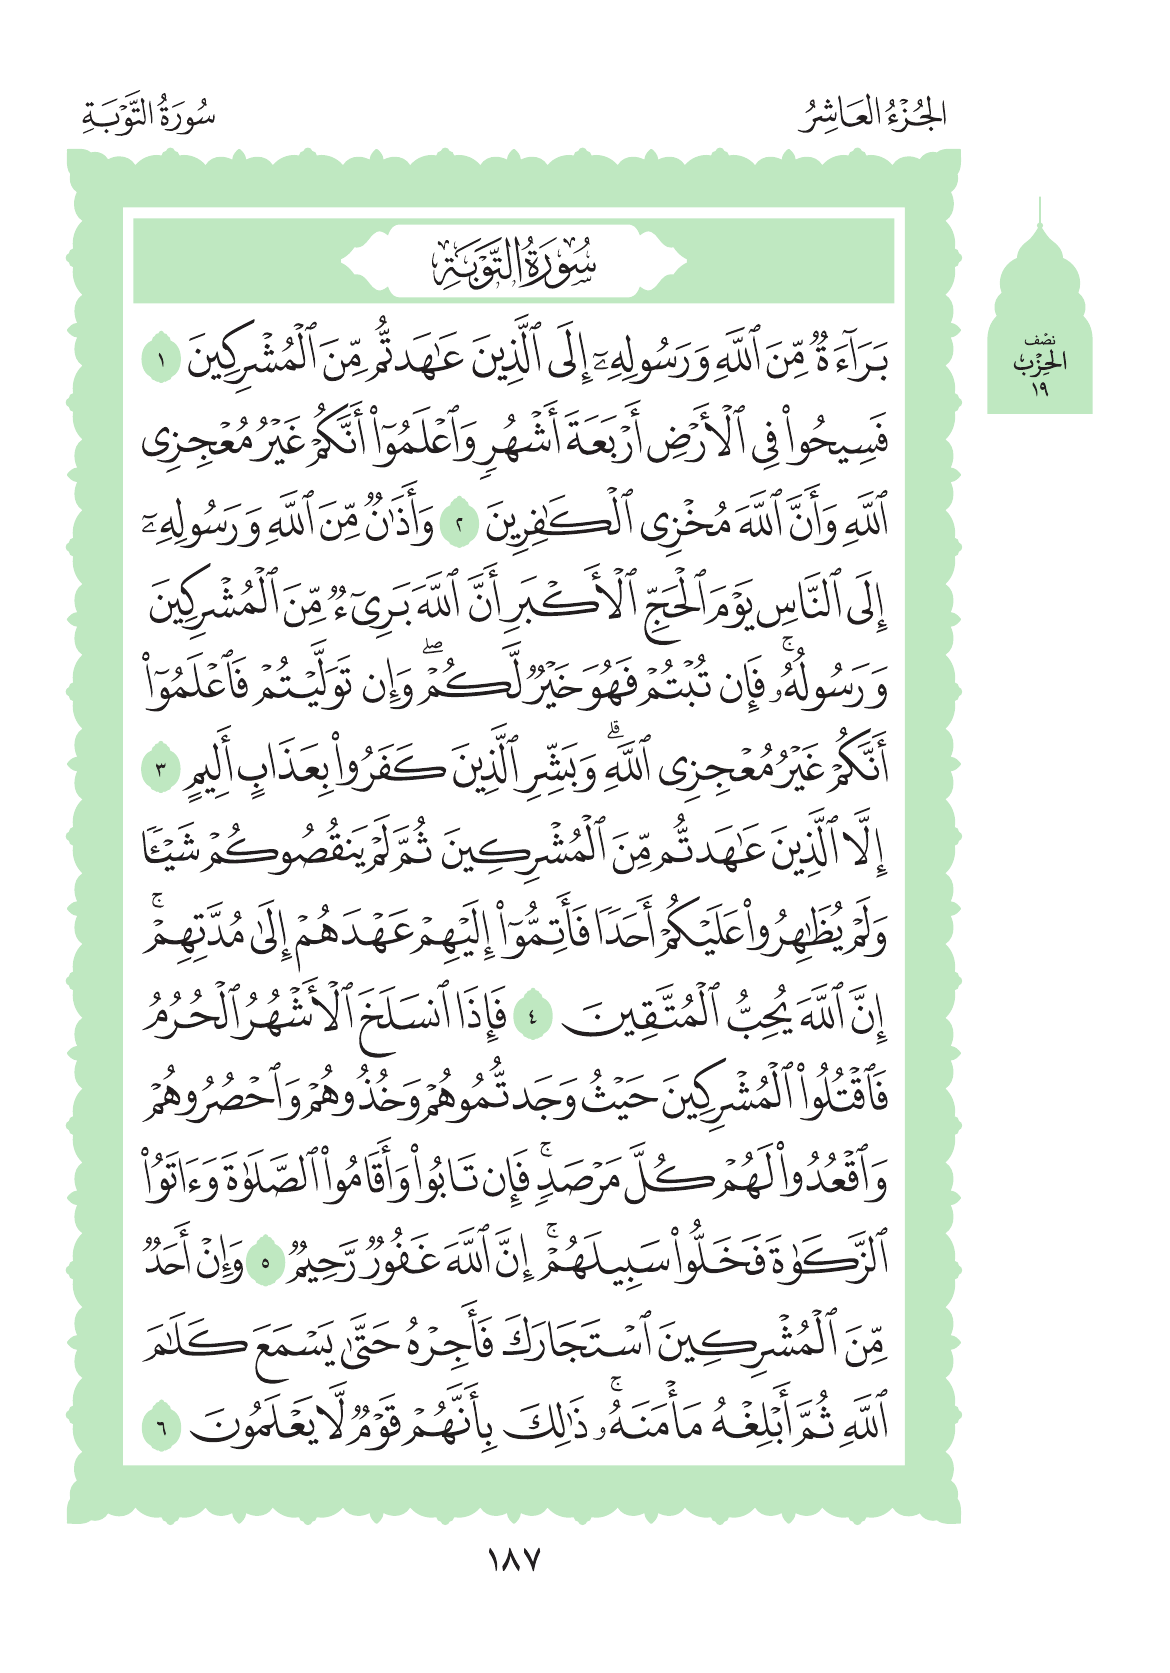 الجُزْءُ العَاشِرُ
سُورَةُ التَّوْبَةِ
سُورَةُ التَّوْبَةِ
نصْف
الحِزْب
١٩
بَرَآءَةٌ مِّنَ ٱللَّهِ وَرَسُولِهِۦٓ إِلَى ٱلَّذِينَ عَٰهَدتُّم مِّنَ ٱلْمُشْرِكِينَ ١
فَسِيحُوا۟ فِى ٱلْأَرْضِ أَرْبَعَةَ أَشْهُرٍ وَٱعْلَمُوٓا۟ أَنَّكُمْ غَيْرُ مُعْجِزِى
ٱللَّهِ وَأَنَّ ٱللَّهَ مُخْزِى ٱلْكَٰفِرِينَ ٢ وَأَذَٰنٌ مِّنَ ٱللَّهِ وَرَسُولِهِۦٓ
إِلَى ٱلنَّاسِ يَوْمَ ٱلْحَجِّ ٱلْأَكْبَرِ أَنَّ ٱللَّهَ بَرِىٓءٌ مِّنَ ٱلْمُشْرِكِينَ
وَرَسُولُهُۥ ۚ فَإِن تُبْتُمْ فَهُوَ خَيْرٌ لَّكُمْ ۖ وَإِن تَوَلَّيْتُمْ فَٱعْلَمُوٓا۟
أَنَّكُمْ غَيْرُ مُعْجِزِى ٱللَّهِ ۗ وَبَشِّرِ ٱلَّذِينَ كَفَرُوا۟ بِعَذَابٍ أَلِيمٍ ٣
إِلَّا ٱلَّذِينَ عَٰهَدتُّم مِّنَ ٱلْمُشْرِكِينَ ثُمَّ لَمْ يَنقُصُوكُمْ شَيْـًٔا
وَلَمْ يُظَٰهِرُوا۟ عَلَيْكُمْ أَحَدًا فَأَتِمُّوٓا۟ إِلَيْهِمْ عَهْدَهُمْ إِلَىٰ مُدَّتِهِمْ ۚ
إِنَّ ٱللَّهَ يُحِبُّ ٱلْمُتَّقِينَ ٤ فَإِذَا ٱنسَلَخَ ٱلْأَشْهُرُ ٱلْحُرُمُ
فَٱقْتُلُوا۟ ٱلْمُشْرِكِينَ حَيْثُ وَجَدتُّمُوهُمْ وَخُذُوهُمْ وَٱحْصُرُوهُمْ
وَٱقْعُدُوا۟ لَهُمْ كُلَّ مَرْصَدٍ ۚ فَإِن تَابُوا۟ وَأَقَامُوا۟ ٱلصَّلَوٰةَ وَءَاتَوُا۟
ٱلزَّكَوٰةَ فَخَلُّوا۟ سَبِيلَهُمْ ۚ إِنَّ ٱللَّهَ غَفُورٌ رَّحِيمٌ ٥ وَإِنْ أَحَدٌ
مِّنَ ٱلْمُشْرِكِينَ ٱسْتَجَارَكَ فَأَجِرْهُ حَتَّىٰ يَسْمَعَ كَلَٰمَ
ٱللَّهِ ثُمَّ أَبْلِغْهُ مَأْمَنَهُۥ ۚ ذَٰلِكَ بِأَنَّهُمْ قَوْمٌ لَّا يَعْلَمُونَ ٦
١٨٧